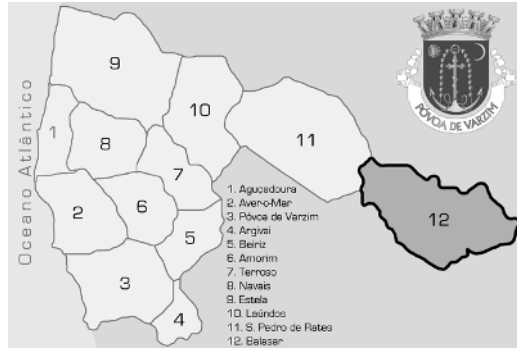 9
10
1
8
11
7
PÓVOA DE VARZIM
Oceano Atlântico
2
6
5
12
3
4
1. Aguçadoura
2. Aver-o-Mar
3. Póvoa de Varzim
4. Argivai
5. Beiriz
6. Amorim
7. Terroso
8. Navais
9. Estela
10. Laúndos
11. S. Pedro de Rates
12. Balasar